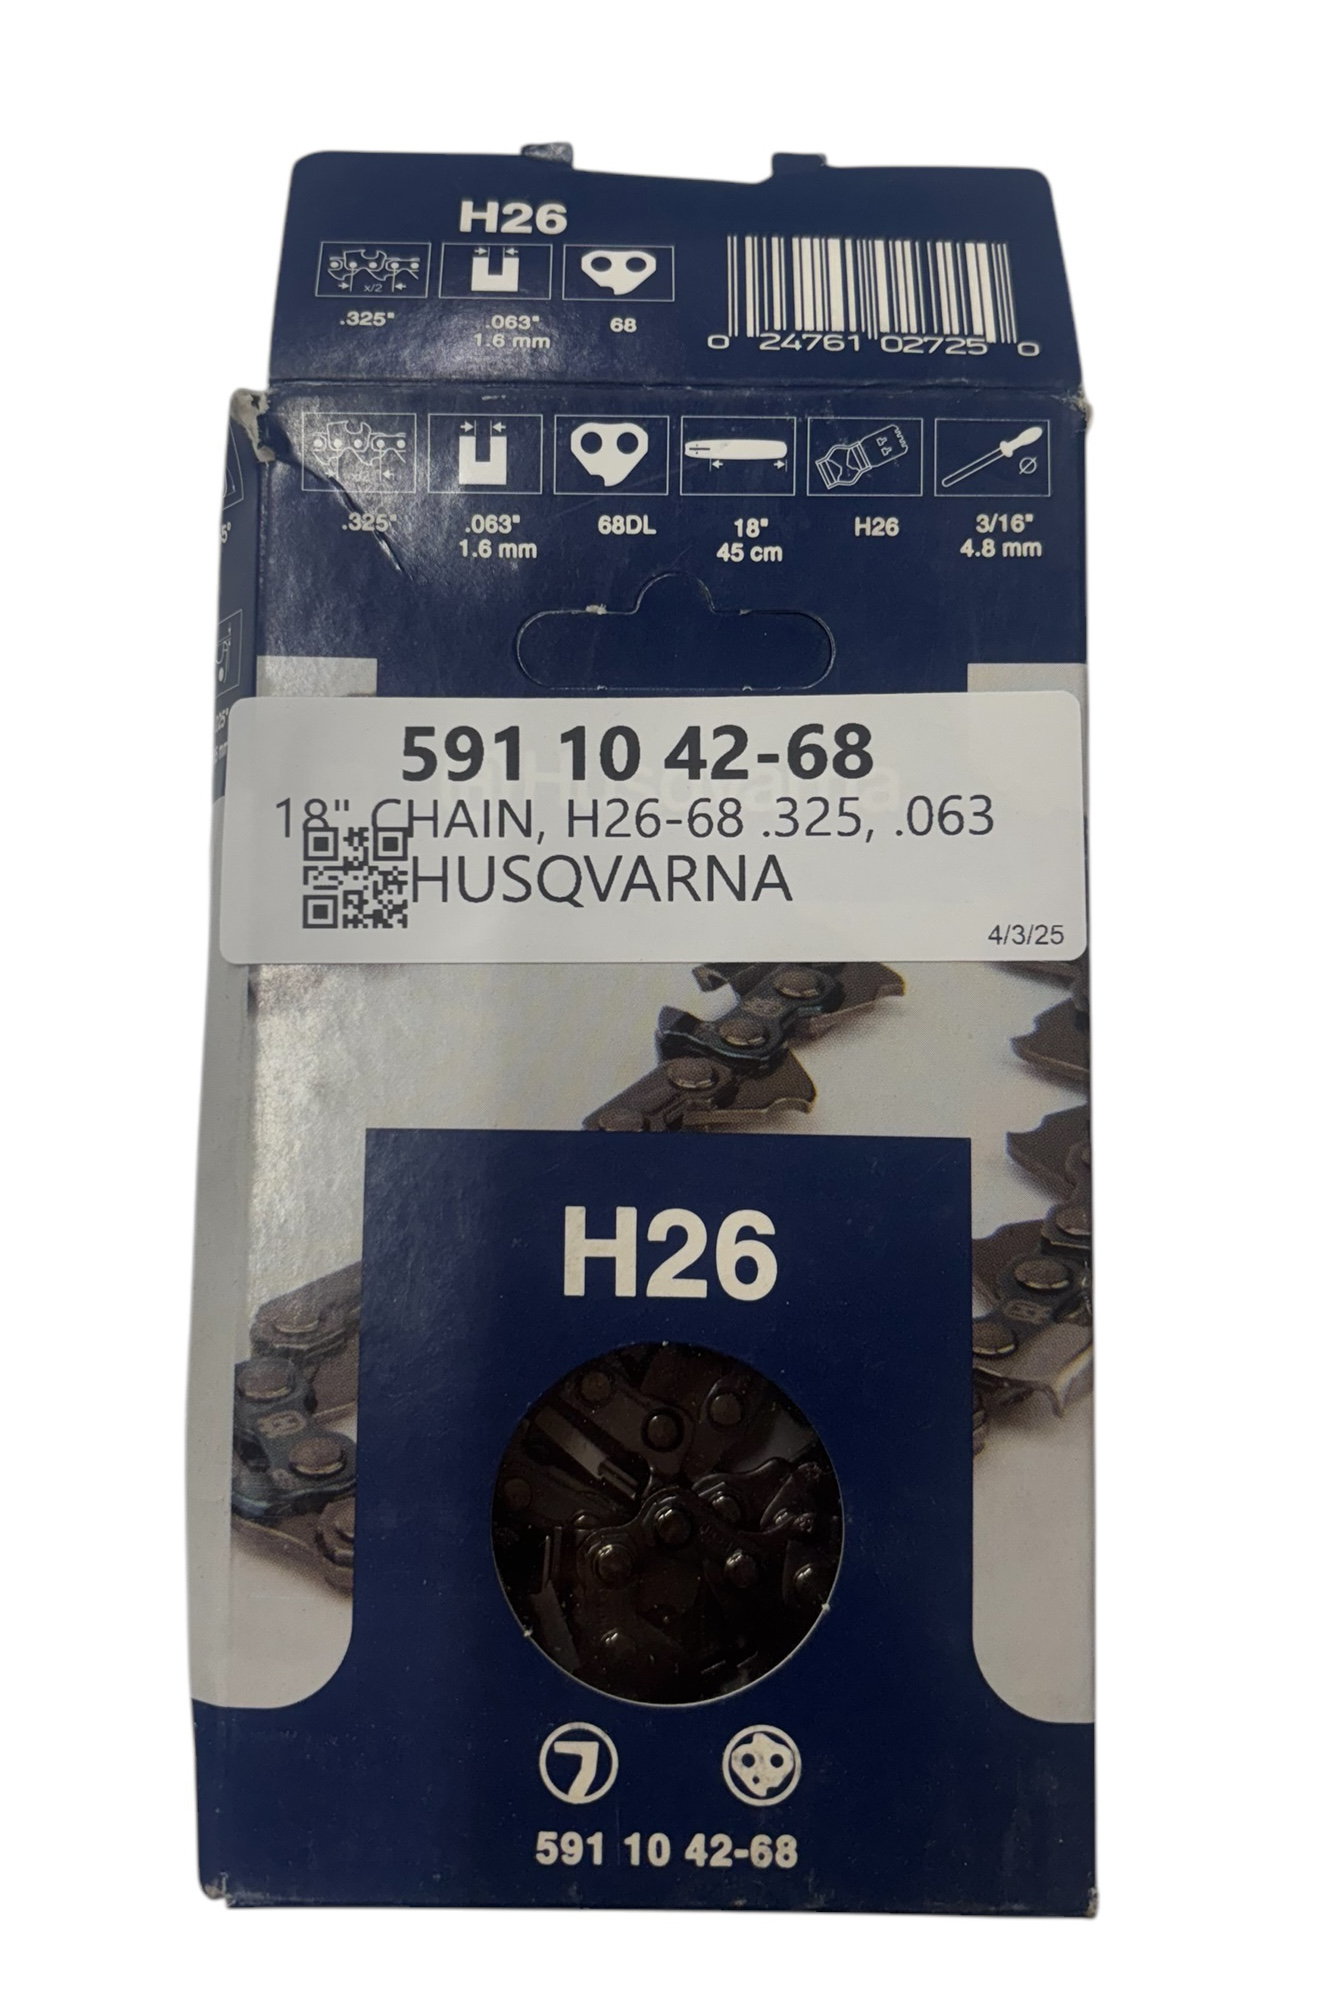 H26
x/2
.325"
.063"
1.6 mm
68
0 24761 02725 0
.325"
.063"
1.6 mm
68DL
18"
45 cm
H26
3/16"
4.8 mm
591 10 42-68
18" CHAIN, H26-68 .325, .063
HUSQVARNA
4/3/25
H26
591 10 42-68